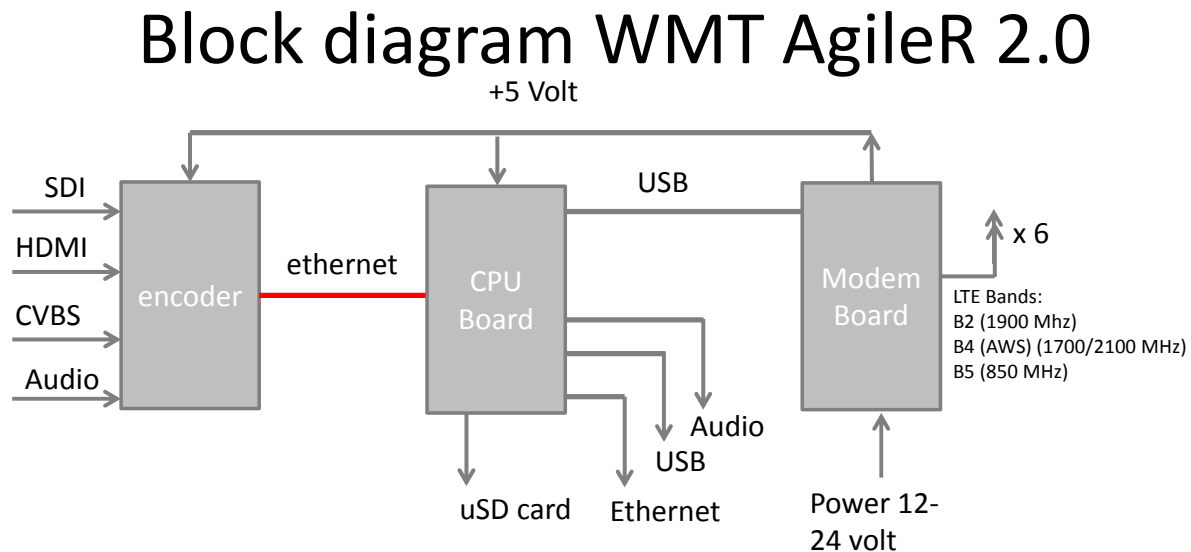 Block diagram WMT AgileR 2.0
+5 Volt
SDI
HDMI
CVBS
Audio
encoder
ethernet
CPU
Board
USB
Modem
Board
x 6
LTE Bands:
B2 (1900 Mhz)
B4 (AWS) (1700/2100 MHz)
B5 (850 MHz)
Audio
USB
uSD card
Ethernet
Power 12-
24 volt